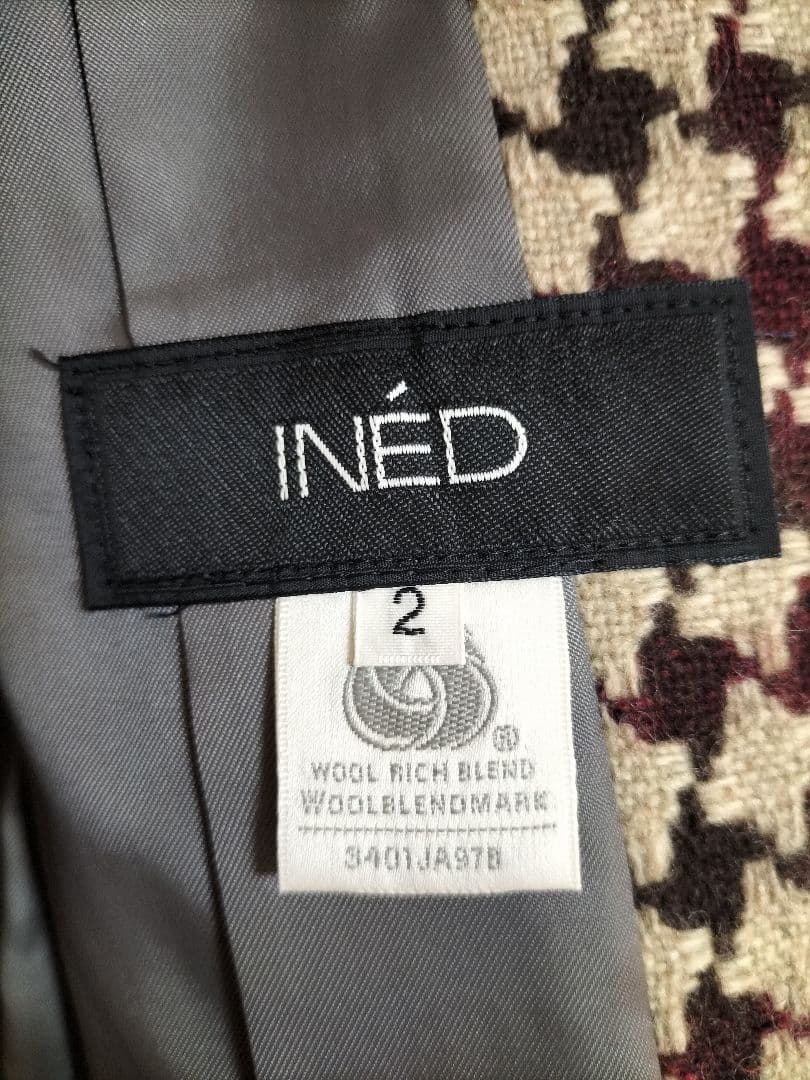 INÉD
2
®
WOOL RICH BLEND
WOOLBLENDMARK
3401JA97B